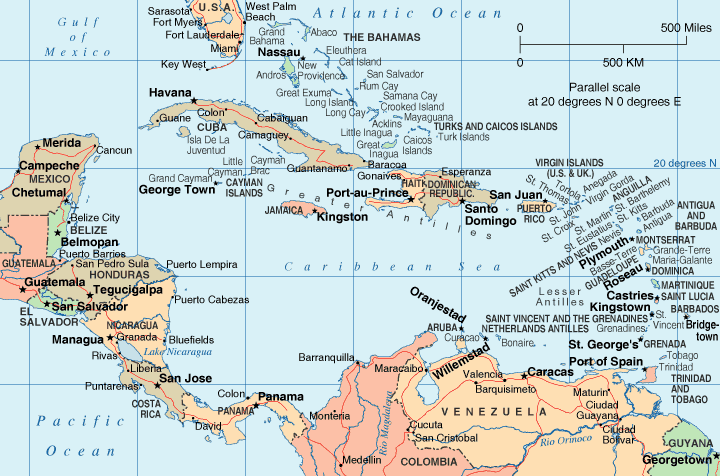 Sarasota
Fort Myers
Fort Lauderdale
Miami
Key West
U.S.A.
West Palm
Beach
Gulf
of
Mexico
Atlantic Ocean
Grand
Bahama
Abaco
THE BAHAMAS
Nassau
Eleuthera
Cat Island
New
Providence
Andros
San Salvador
Rum Cay
Great Exuma
Long Island
Samana Cay
Crooked Island
Long Cay
Mayaguana
Acklins
Little Inagua
Great
Inagua
Caicos
Islands
TURKS AND CAICOS ISLANDS
Turk Islands
0
500 Miles
0
500 KM
Parallel scale
at 20 degrees N 0 degrees E
20 degrees N
Havana
Guane
Colon
CUBA
Cabaiguan
Camaguey
Isla De La
Juventud
Guantanamo
Baracoa
Little
Cayman
Cayman
Brac
Grand Cayman
George Town
CAYMAN
ISLANDS
Greater Antilles
JAMAICA
Kingston
Gonaives
Port-au-Prince
HAITI
Esperanza
DOMINICAN
REPUBLIC
Santo
Domingo
San Juan
PUERTO
RICO
VIRGIN ISLANDS
(U.S. & UK.)
Tortola
Anegada
St. Thomas
Virgin Gorda
St. John
St. Croix
ANGUILLA
St. Martin
St. Barthelemy
St. Eustatius
St. Kitts
SAINT KITTS AND NEVIS
Nevis
Barbuda
Antigua
ANTIGUA
AND
BARBUDA
Plymouth
MONTSERRAT
Grande-Terre
Basse-Terre
Marie-Galante
GUADELOUPE
Roseau
DOMINICA
MARTINIQUE
Castries
SAINT LUCIA
Kingstown
St.
Vincent
BARBADOS
Bridge-
town
SAINT VINCENT AND THE GRENADINES
Grenadines
St. George's
GRENADA
Lesser
Antilles
NETHERLANDS ANTILLES
Oranjestad
ARUBA
Curacao
Willemstad
Bonaire
Port of Spain
Tobago
Trinidad
TRINIDAD
AND
TOBAGO
Caribbean Sea
Merida
Cancun
Campeche
MEXICO
Chetumal
Belize City
BELIZE
Belmopan
Puerto Barrios
GUATEMALA
Guatemala
San Pedro Sula
HONDURAS
Tegucigalpa
Puerto Lempira
Puerto Cabezas
San Salvador
EL
SALVADOR
NICARAGUA
Managua
Granada
Bluefields
Rivas
Lake Nicaragua
Liberia
Puntarenas
San Jose
COSTA
RICA
David
Colon
PANAMA
Panama
Pacific
Ocean
Barranquilla
Monteria
Rio Magdalena
Medellin
COLOMBIA
Maracaibo
Cucuta
San Cristobal
Valencia
Caracas
Barquisimeto
VENEZUELA
Maturin
Ciudad
Guayana
Ciudad
Bolivar
Rio Orinoco
GUYANA
Georgetown